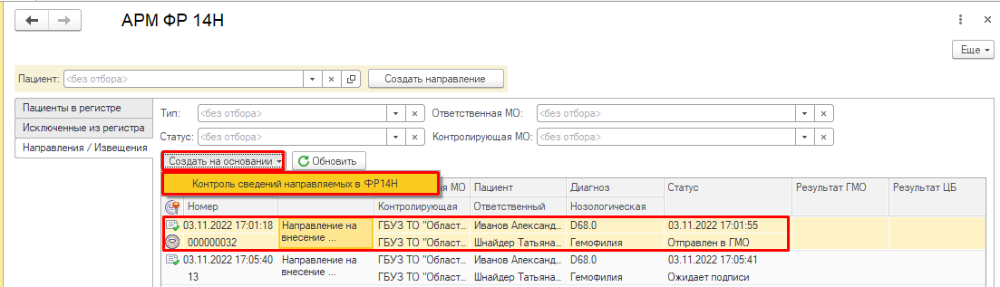 АРМ ФР 14Н
Еще
Пациент: <без отбора> Создать направление
Пациенты в регистре
Исключенные из регистра
Направления / Извещения
Тип: <без отбора> Ответственная МО: <без отбора>
Статус: <без отбора> Контролирующая МО: <без отбора>
Создать на основании Обновить
Контроль сведений направляемых в ФР14Н
МО Пациент Диагноз Статус Результат ГМО Результат ЦБ
Номер Контролирующая Ответственный Нозологическая
03.11.2022 17:01:18 Направление на внесение ... ГБУЗ ТО "Област... Иванов Александ... D68.0 03.11.2022 17:01:55
000000032 ГБУЗ ТО "Област... Шнайдер Татьяна... Гемофилия Отправлен в ГМО
03.11.2022 17:05:40 Направление на внесение ... ГБУЗ ТО "Област... Иванов Александ... D68.0 03.11.2022 17:05:41
13 ГБУЗ ТО "Област... Шнайдер Татьяна... Гемофилия Ожидает подписи